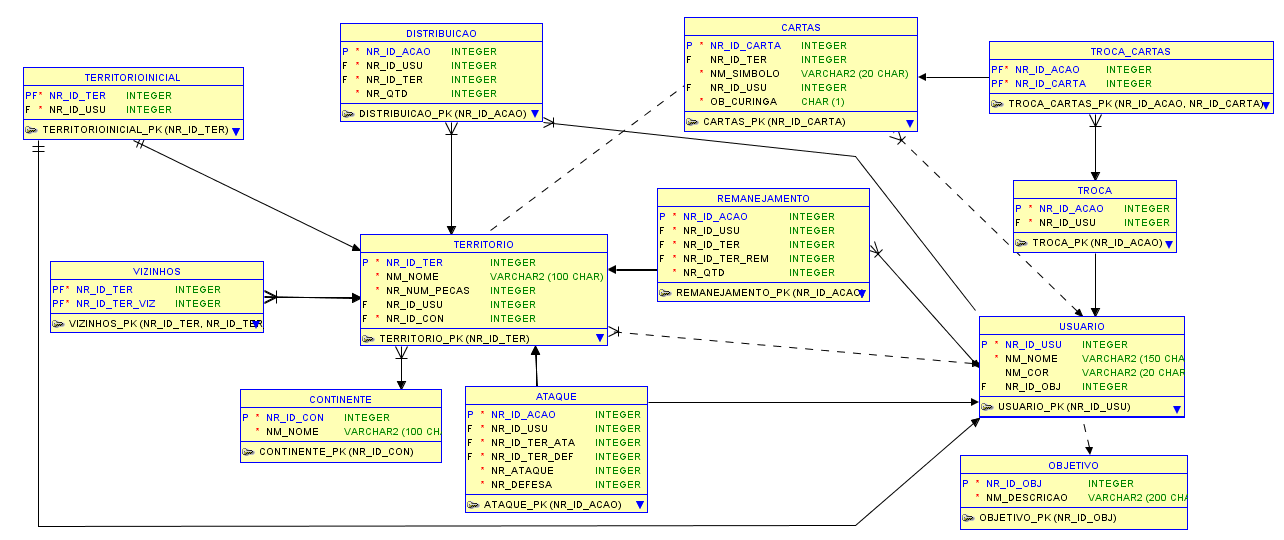 TERRITORIOINICIAL
PF* NR_ID_TER INTEGER
F * NR_ID_USU INTEGER
TERRITORIOINICIAL_PK (NR_ID_TER)
DISTRIBUICAO
P * NR_ID_ACAO INTEGER
F * NR_ID_USU INTEGER
F * NR_ID_TER INTEGER
* NR_QTD INTEGER
DISTRIBUICAO_PK (NR_ID_ACAO)
CARTAS
P * NR_ID_CARTA INTEGER
F NR_ID_TER INTEGER
* NM_SIMBOLO VARCHAR2 (20 CHAR)
F NR_ID_USU INTEGER
* OB_CURINGA CHAR (1)
CARTAS_PK (NR_ID_CARTA)
TROCA_CARTAS
PF* NR_ID_ACAO INTEGER
PF* NR_ID_CARTA INTEGER
TROCA_CARTAS_PK (NR_ID_ACAO, NR_ID_CARTA)
TROCA
P * NR_ID_ACAO INTEGER
F * NR_ID_USU INTEGER
TROCA_PK (NR_ID_ACAO)
REMANEJAMENTO
P * NR_ID_ACAO INTEGER
F * NR_ID_USU INTEGER
F * NR_ID_TER INTEGER
F * NR_ID_TER_REM INTEGER
* NR_QTD INTEGER
REMANEJAMENTO_PK (NR_ID_ACAO
TERRITORIO
P * NR_ID_TER INTEGER
* NM_NOME VARCHAR2 (100 CHAR)
* NR_NUM_PECAS INTEGER
F NR_ID_USU INTEGER
F * NR_ID_CON INTEGER
TERRITORIO_PK (NR_ID_TER)
VIZINHOS
PF* NR_ID_TER INTEGER
PF* NR_ID_TER_VIZ INTEGER
VIZINHOS_PK (NR_ID_TER, NR_ID_TER
USUARIO
P * NR_ID_USU INTEGER
* NM_NOME VARCHAR2 (150 CHA
NM_COR VARCHAR2 (20 CHAR
F NR_ID_OBJ INTEGER
USUARIO_PK (NR_ID_USU)
CONTINENTE
P * NR_ID_CON INTEGER
* NM_NOME VARCHAR2 (100 CH
CONTINENTE_PK (NR_ID_CON)
ATAQUE
P * NR_ID_ACAO INTEGER
F * NR_ID_USU INTEGER
F * NR_ID_TER_ATA INTEGER
F * NR_ID_TER_DEF INTEGER
* NR_ATAQUE INTEGER
* NR_DEFESA INTEGER
ATAQUE_PK (NR_ID_ACAO)
OBJETIVO
P * NR_ID_OBJ INTEGER
* NM_DESCRICAO VARCHAR2 (200 CH
OBJETIVO_PK (NR_ID_OBJ)